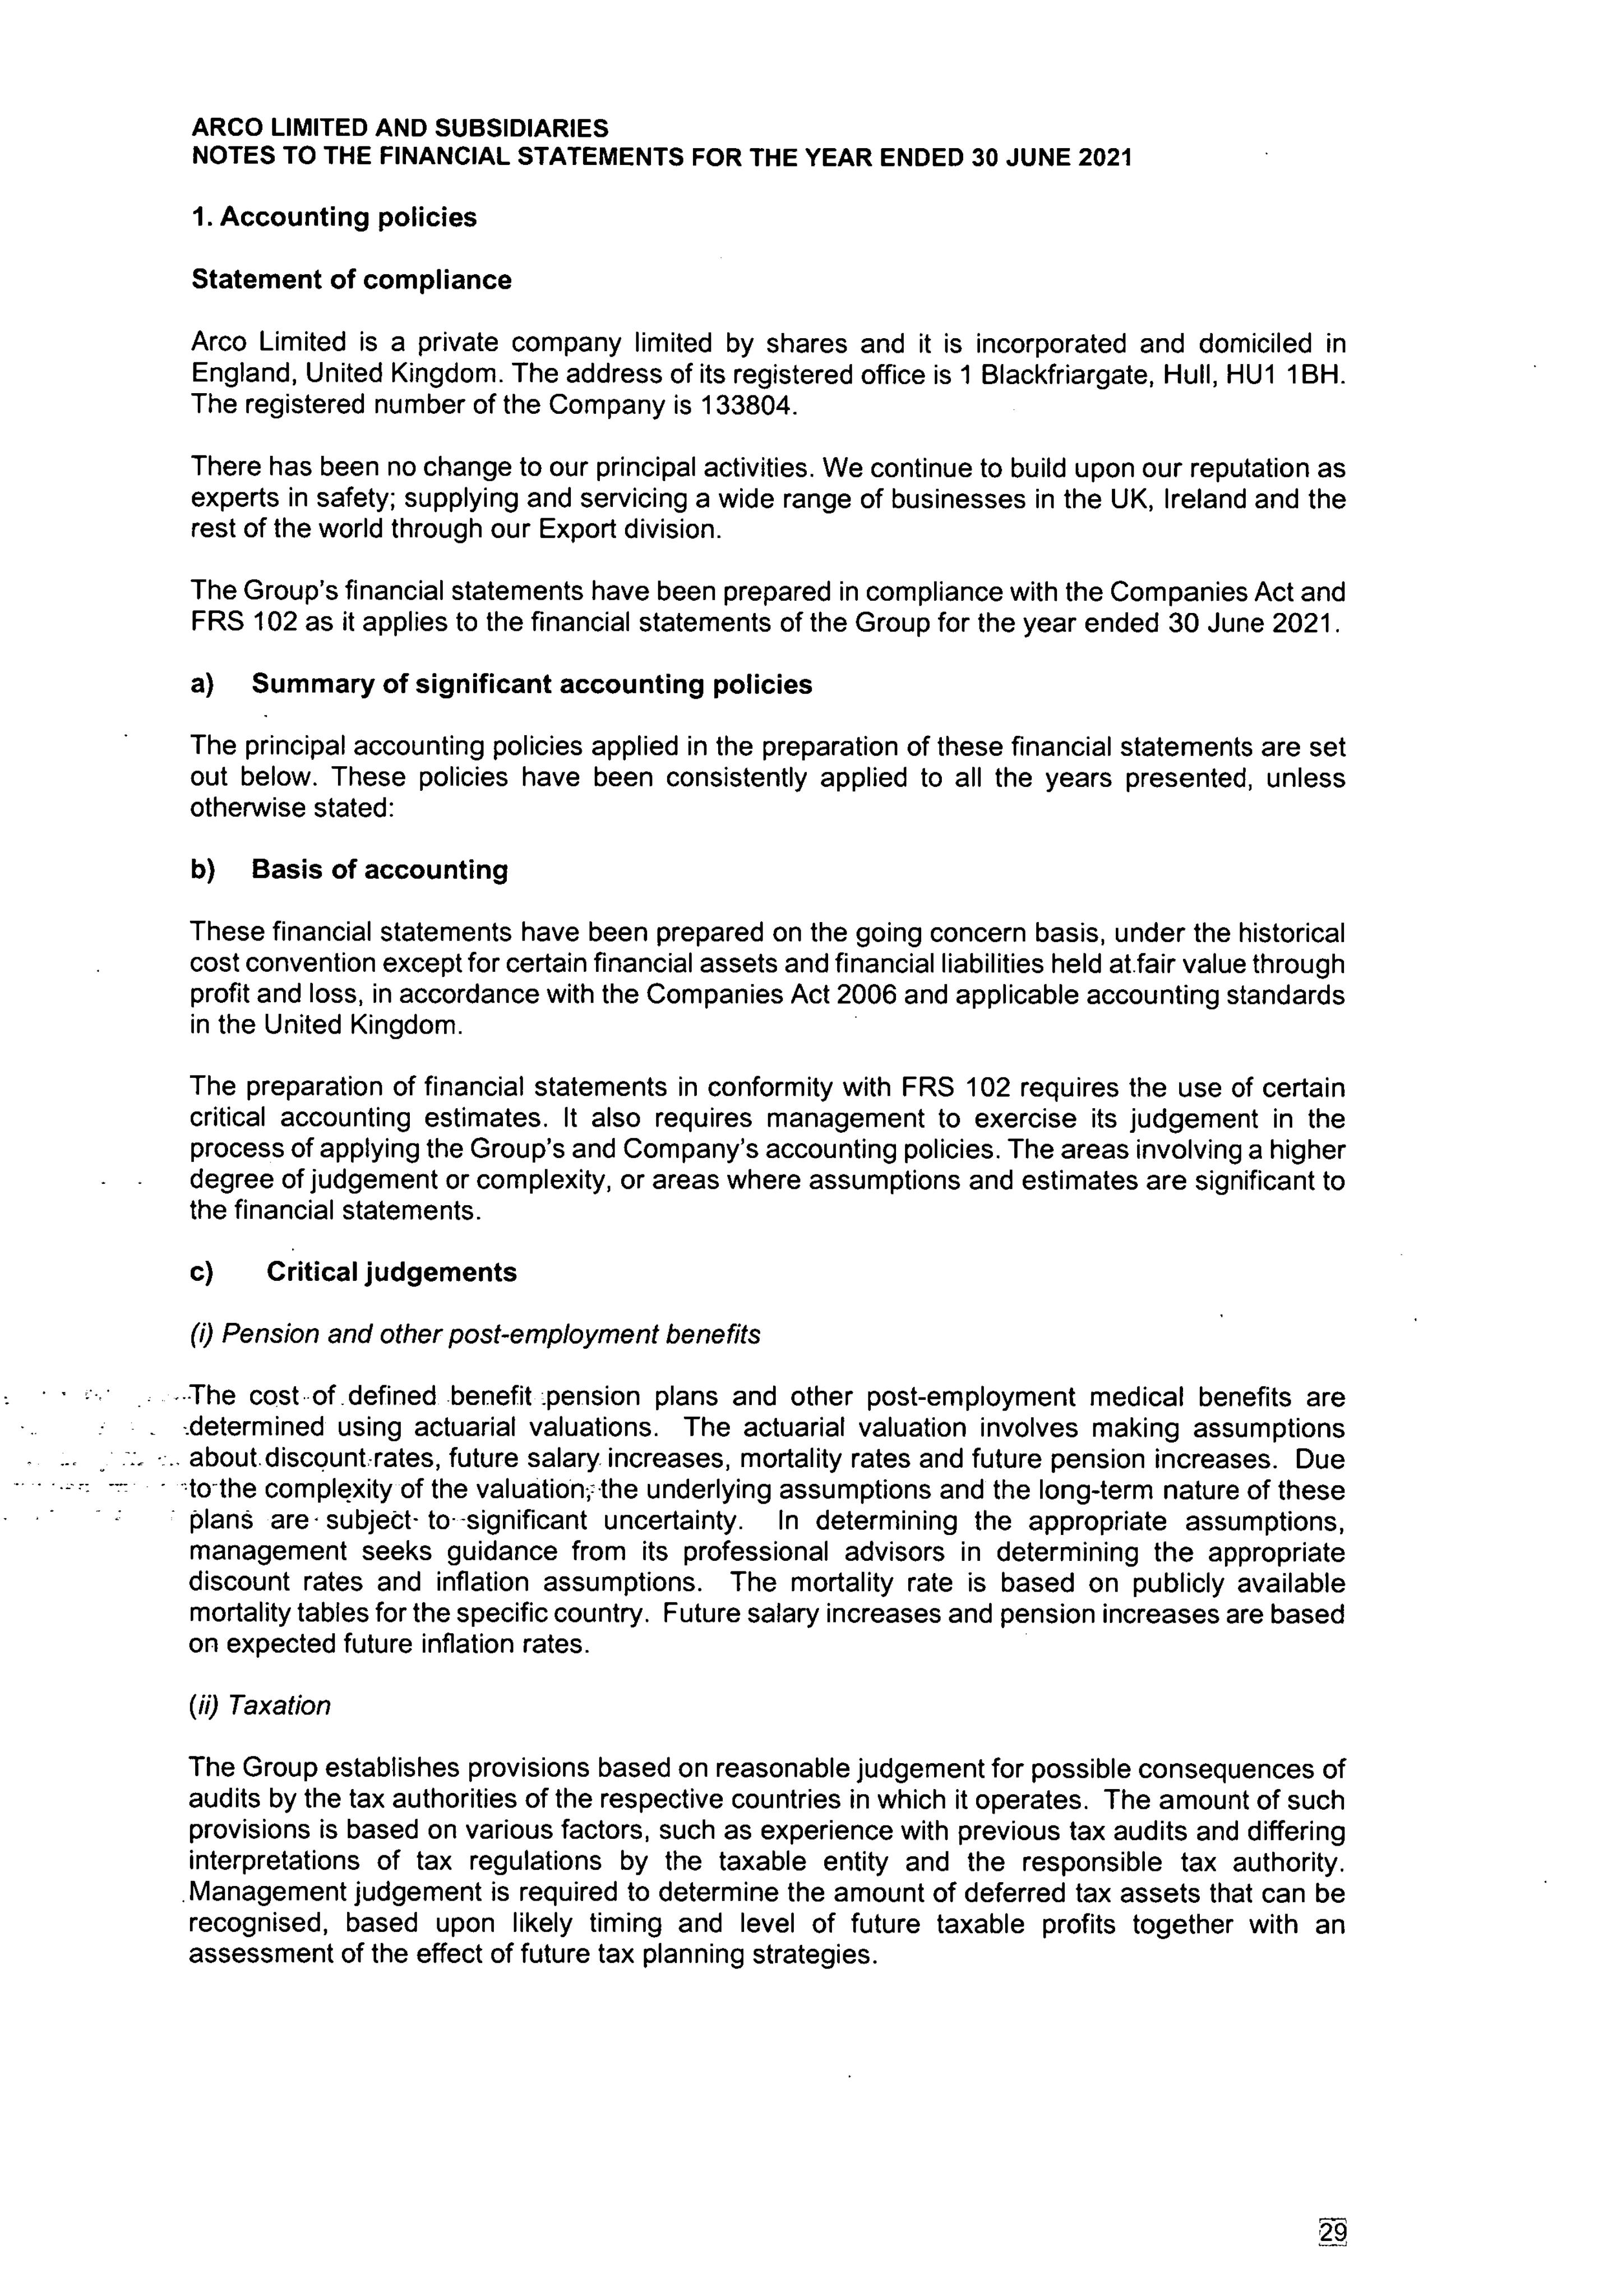 ARCO LIMITED AND SUBSIDIARIES
NOTES TO THE FINANCIAL STATEMENTS FOR THE YEAR ENDED 30 JUNE 2021
1. Accounting policies
Statement of compliance
Arco Limited is a private company limited by shares and it is incorporated and domiciled in
England, United Kingdom. The address of its registered office is 1 Blackfriargate, Hull, HU1 1BH.
The registered number of the Company is 133804.
There has been no change to our principal activities. We continue to build upon our reputation as
experts in safety; supplying and servicing a wide range of businesses in the UK, Ireland and the
rest of the world through our Export division.
The Group's financial statements have been prepared in compliance with the Companies Act and
FRS 102 as it applies to the financial statements of the Group for the year ended 30 June 2021.
a) Summary of significant accounting policies
The principal accounting policies applied in the preparation of these financial statements are set
out below. These policies have been consistently applied to all the years presented, unless
otherwise stated:
b) Basis of accounting
These financial statements have been prepared on the going concern basis, under the historical
cost convention except for certain financial assets and financial liabilities held at fair value through
profit and loss, in accordance with the Companies Act 2006 and applicable accounting standards
in the United Kingdom.
The preparation of financial statements in conformity with FRS 102 requires the use of certain
critical accounting estimates. It also requires management to exercise its judgement in the
process of applying the Group's and Company's accounting policies. The areas involving a higher
degree of judgement or complexity, or areas where assumptions and estimates are significant to
the financial statements.
c) Critical judgements
(i) Pension and other post-employment benefits
The cost of defined benefit pension plans and other post-employment medical benefits are
determined using actuarial valuations. The actuarial valuation involves making assumptions
about discount rates, future salary increases, mortality rates and future pension increases. Due
to the complexity of the valuation, the underlying assumptions and the long-term nature of these
plans are subject to significant uncertainty. In determining the appropriate assumptions,
management seeks guidance from its professional advisors in determining the appropriate
discount rates and inflation assumptions. The mortality rate is based on publicly available
mortality tables for the specific country. Future salary increases and pension increases are based
on expected future inflation rates.
(ii) Taxation
The Group establishes provisions based on reasonable judgement for possible consequences of
audits by the tax authorities of the respective countries in which it operates. The amount of such
provisions is based on various factors, such as experience with previous tax audits and differing
interpretations of tax regulations by the taxable entity and the responsible tax authority.
Management judgement is required to determine the amount of deferred tax assets that can be
recognised, based upon likely timing and level of future taxable profits together with an
assessment of the effect of future tax planning strategies.
29